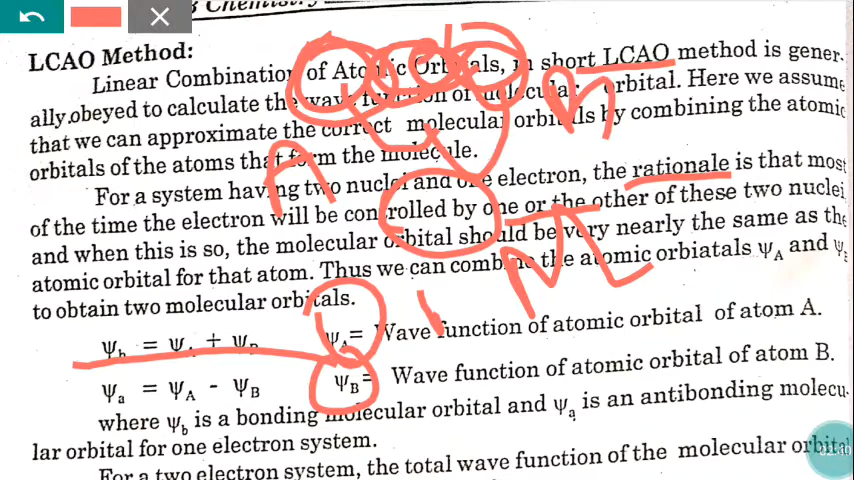 Chemistry
LCAO Method:
Linear Combination of Atomic Orbitals, in short LCAO method is gener-
ally obeyed to calculate the wave function of molecular orbital. Here we assume
that we can approximate the correct molecular orbitals by combining the atomic
orbitals of the atoms that form the molecule.
For a system having two nuclei and one electron, the rationale is that most
of the time the electron will be controlled by one or the other of these two nuclei
and when this is so, the molecular orbital should be very nearly the same as the
atomic orbital for that atom. Thus we can combine the atomic orbiatals ψA and ψB
to obtain two molecular orbitals.
ψb = ψA + ψB ψA= Wave function of atomic orbital of atom A.
ψa = ψA - ψB ψB= Wave function of atomic orbital of atom B.
where ψb is a bonding molecular orbital and ψa is an antibonding molecu-
lar orbital for one electron system.
For a two electron system, the total wave function of the molecular orbital
A
B
M